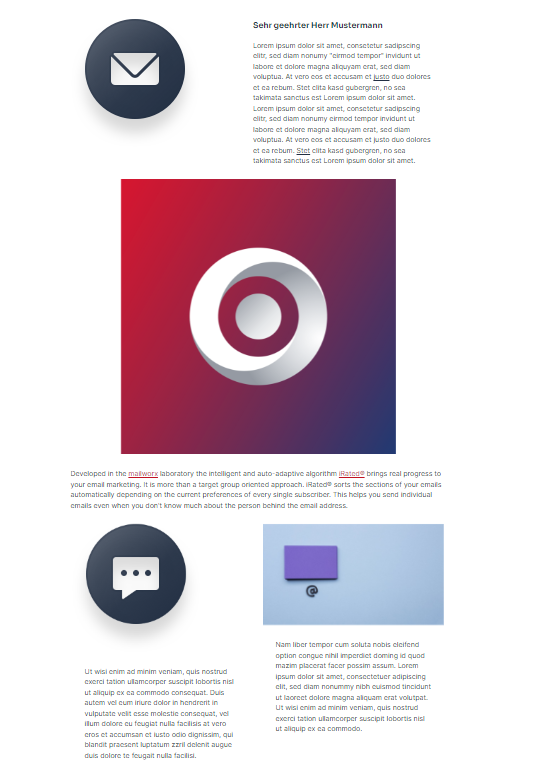 Sehr geehrter Herr Mustermann
Lorem ipsum dolor sit amet, consetetur sadipscing
elitr, sed diam nonumy "eirmod tempor" invidunt ut
labore et dolore magna aliquyam erat, sed diam
voluptua. At vero eos et accusam et justo duo dolores
et ea rebum. Stet clita kasd gubergren, no sea
takimata sanctus est Lorem ipsum dolor sit amet.
Lorem ipsum dolor sit amet, consetetur sadipscing
elitr, sed diam nonumy eirmod tempor invidunt ut
labore et dolore magna aliquyam erat, sed diam
voluptua. At vero eos et accusam et justo duo dolores
et ea rebum. Stet clita kasd gubergren, no sea
takimata sanctus est Lorem ipsum dolor sit amet.
Developed in the mailworx laboratory the intelligent and auto-adaptive algorithm iRated® brings real progress to
your email marketing. It is more than a target group oriented approach. iRated® sorts the sections of your emails
automatically depending on the current preferences of every single subscriber. This helps you send individual
emails even when you don't know much about the person behind the email address.
@
Ut wisi enim ad minim veniam, quis nostrud
exerci tation ullamcorper suscipit lobortis nisl
ut aliquip ex ea commodo consequat. Duis
autem vel eum iriure dolor in hendrerit in
vulputate velit esse molestie consequat, vel
illum dolore eu feugiat nulla facilisis at vero
eros et accumsan et iusto odio dignissim, qui
blandit praesent luptatum zzril delenit augue
duis dolore te feugait nulla facilisi.
Nam liber tempor cum soluta nobis eleifend
option congue nihil imperdiet doming id quod
mazim placerat facer possim assum. Lorem
ipsum dolor sit amet, consectetuer adipiscing
elit, sed diam nonummy nibh euismod tincidunt
ut laoreet dolore magna aliquam erat volutpat.
Ut wisi enim ad minim veniam, quis nostrud
exerci tation ullamcorper suscipit lobortis nisl
ut aliquip ex ea commodo.